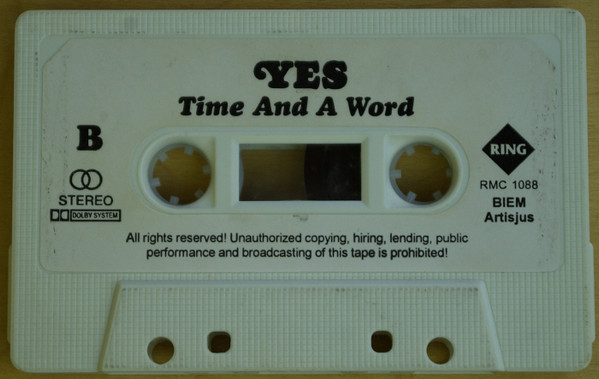 YES
Time And A Word
B
RING
RMC 1088
BIEM
Artisjus
STEREO
DOLBY SYSTEM
All rights reserved! Unauthorized copying, hiring, lending, public
performance and broadcasting of this tape is prohibited!